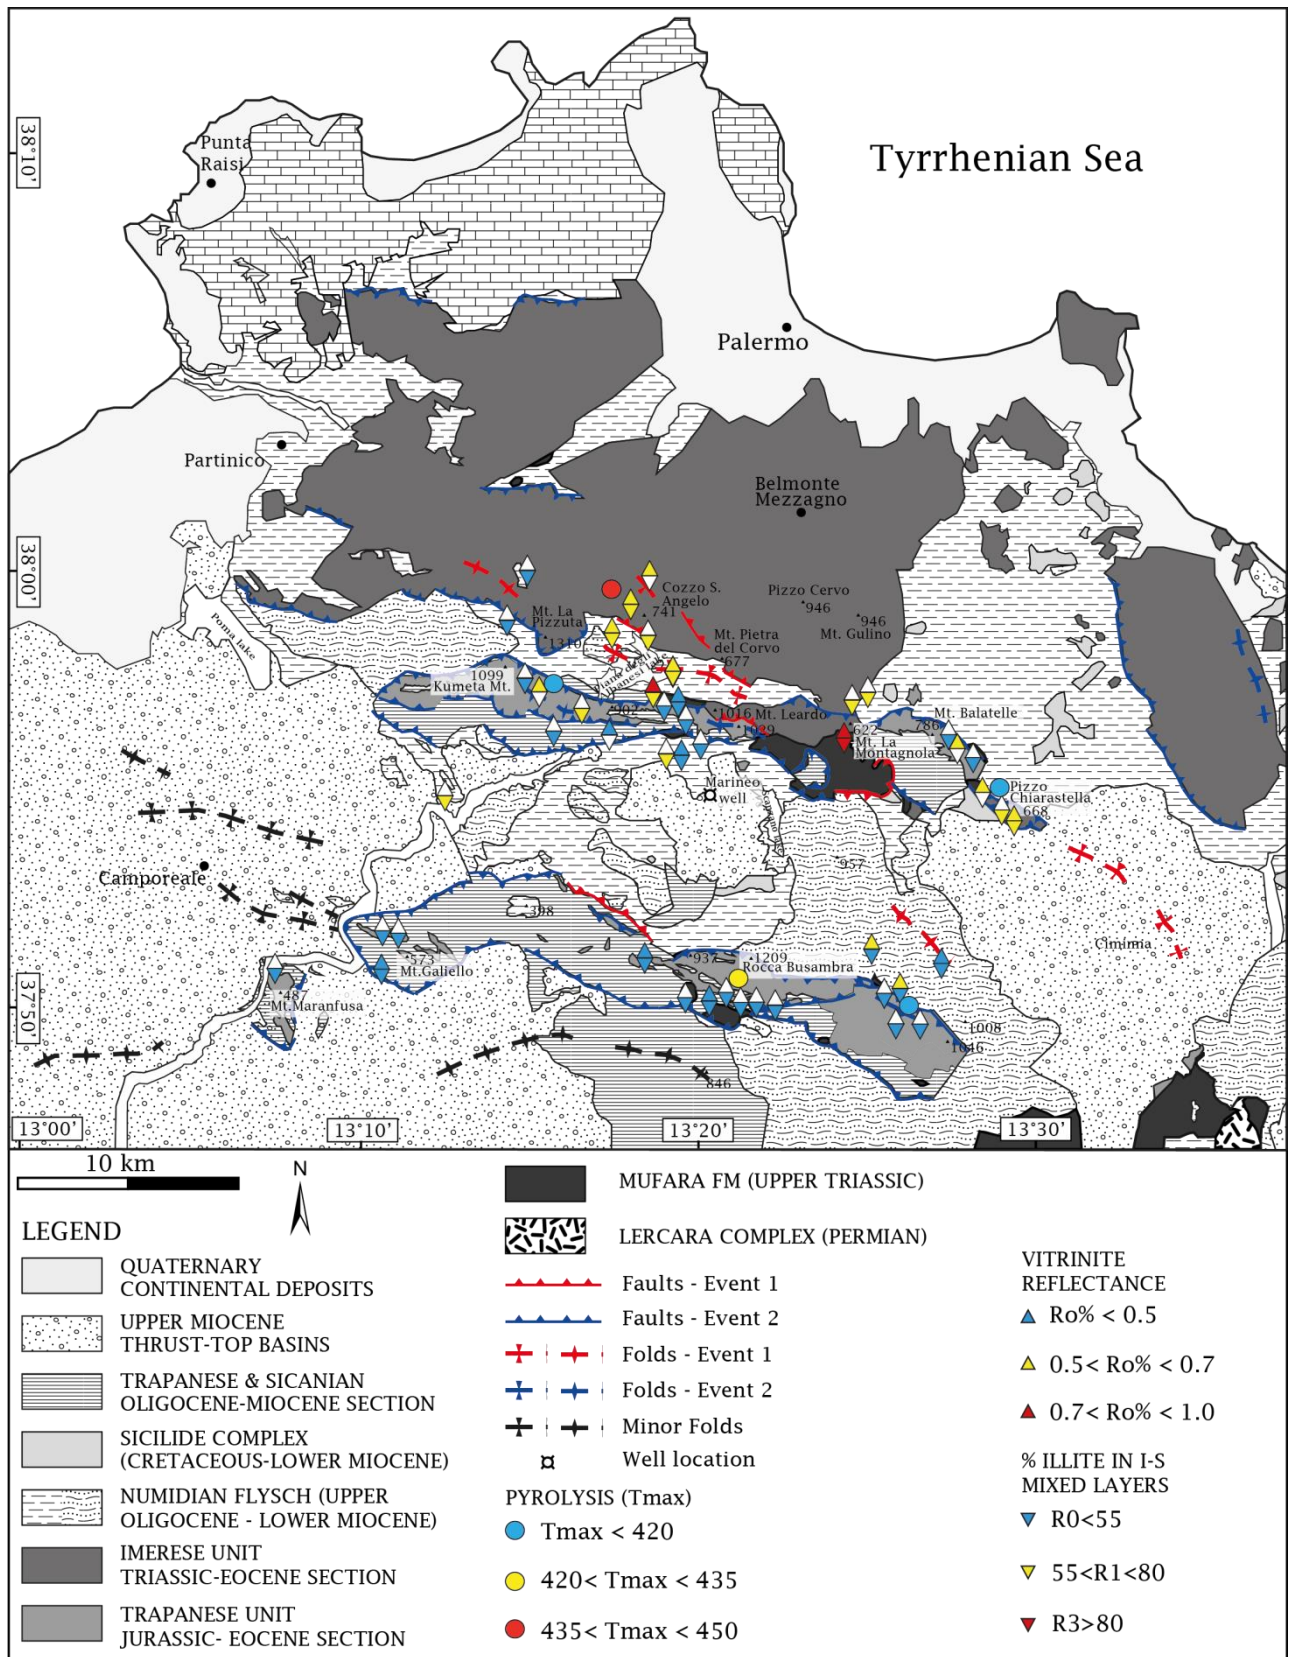 Tyrrhenian Sea
38°10'
Punta
Raisi
Palermo
Partinico
Belmonte
Mezzagno
38°00'
Poma lake
Cozzo S.
Angelo
741
Pizzo Cervo
946
946
Mt. Gulino
Mt. La
Pizzuta
1310
Mt. Pietra
del Corvo
677
1099
Kumeta Mt.
902
1016 Mt. Leardo
1029
Mt. Balatelle
786
622
Mt. La
Montagnola
Marineo
well
Pizzo
Chiarastella
668
957
Camporeale
398
Ciminna
573
Mt.Galiello
937
1209
Rocca Busambra
487
Mt.Maranfusa
37°50'
1008
1046
846
13°00'
13°10'
13°20'
13°30'
10 km
N
LEGEND
QUATERNARY
CONTINENTAL DEPOSITS
UPPER MIOCENE
THRUST-TOP BASINS
TRAPANESE & SICANIAN
OLIGOCENE-MIOCENE SECTION
SICILIDE COMPLEX
(CRETACEOUS-LOWER MIOCENE)
NUMIDIAN FLYSCH (UPPER
OLIGOCENE - LOWER MIOCENE)
IMERESE UNIT
TRIASSIC-EOCENE SECTION
TRAPANESE UNIT
JURASSIC- EOCENE SECTION
MUFARA FM (UPPER TRIASSIC)
LERCARA COMPLEX (PERMIAN)
Faults - Event 1
Faults - Event 2
Folds - Event 1
Folds - Event 2
Minor Folds
Well location
PYROLYSIS (Tmax)
Tmax < 420
420< Tmax < 435
435< Tmax < 450
VITRINITE
REFLECTANCE
Ro% < 0.5
0.5< Ro% < 0.7
0.7< Ro% < 1.0
% ILLITE IN I-S
MIXED LAYERS
R0<55
55<R1<80
R3>80